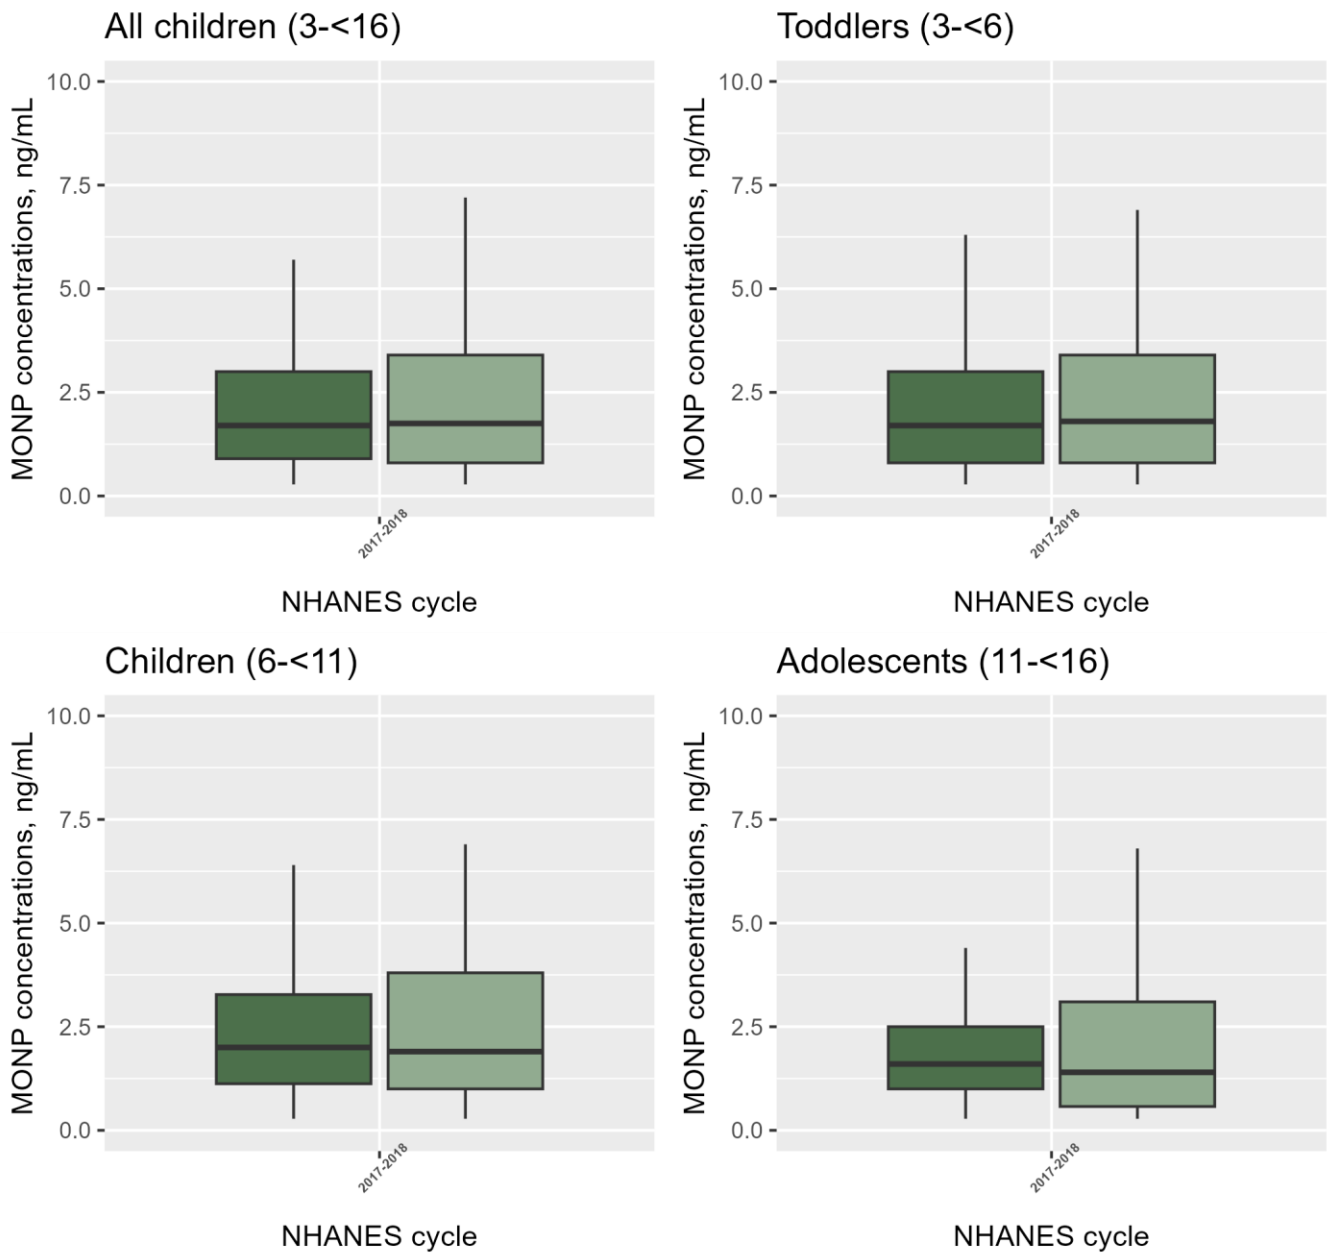 All children (3-<16)
MONP concentrations, ng/mL
10.0
7.5
5.0
2.5
0.0
2017-2018
NHANES cycle
Toddlers (3-<6)
MONP concentrations, ng/mL
10.0
7.5
5.0
2.5
0.0
2017-2018
NHANES cycle
Children (6-<11)
MONP concentrations, ng/mL
10.0
7.5
5.0
2.5
0.0
2017-2018
NHANES cycle
Adolescents (11-<16)
MONP concentrations, ng/mL
10.0
7.5
5.0
2.5
0.0
2017-2018
NHANES cycle